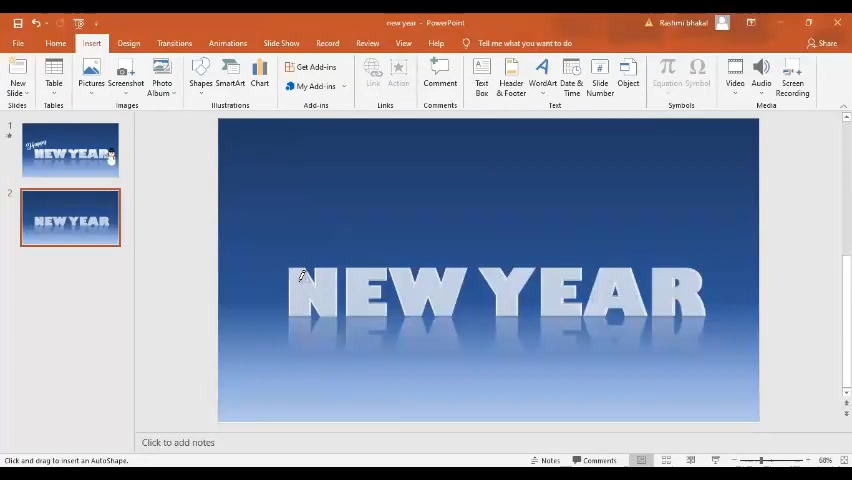 new year - PowerPoint
Rashmi bhakal
File Home Insert Design Transitions Animations Slide Show Record Review View Help Tell me what you want to do Share
New Slide Table Pictures Screenshot Photo Album Shapes SmartArt Chart Get Add-ins My Add-ins Link Action Comment Text Box Header & Footer WordArt Date & Time Slide Number Object Equation Symbol Video Audio Screen Recording
Slides Tables Images Illustrations Add-ins Links Comments Text Symbols Media
1
Happy
NEW YEAR
2
NEW YEAR
NEW YEAR
Click to add notes
Click and drag to insert an AutoShape. Notes Comments 68%